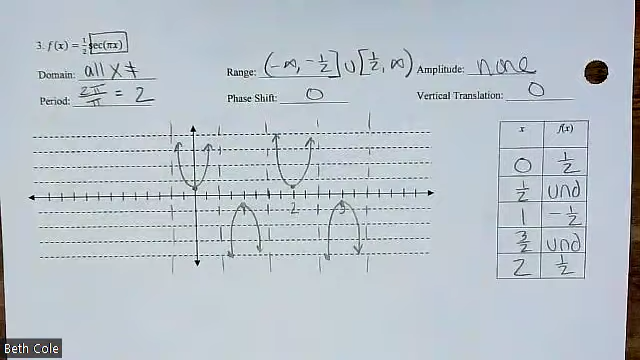 3. f(x) = ½ sec(πx)
Domain: all x ≠
Range: (-∞, -½] ∪ [½, ∞)
Amplitude: none
Period: 2π/π = 2
Phase Shift: 0
Vertical Translation: 0
x f(x)
0 ½
½ und
1 -½
3/2 und
2 ½
1 2 3
Beth Cole